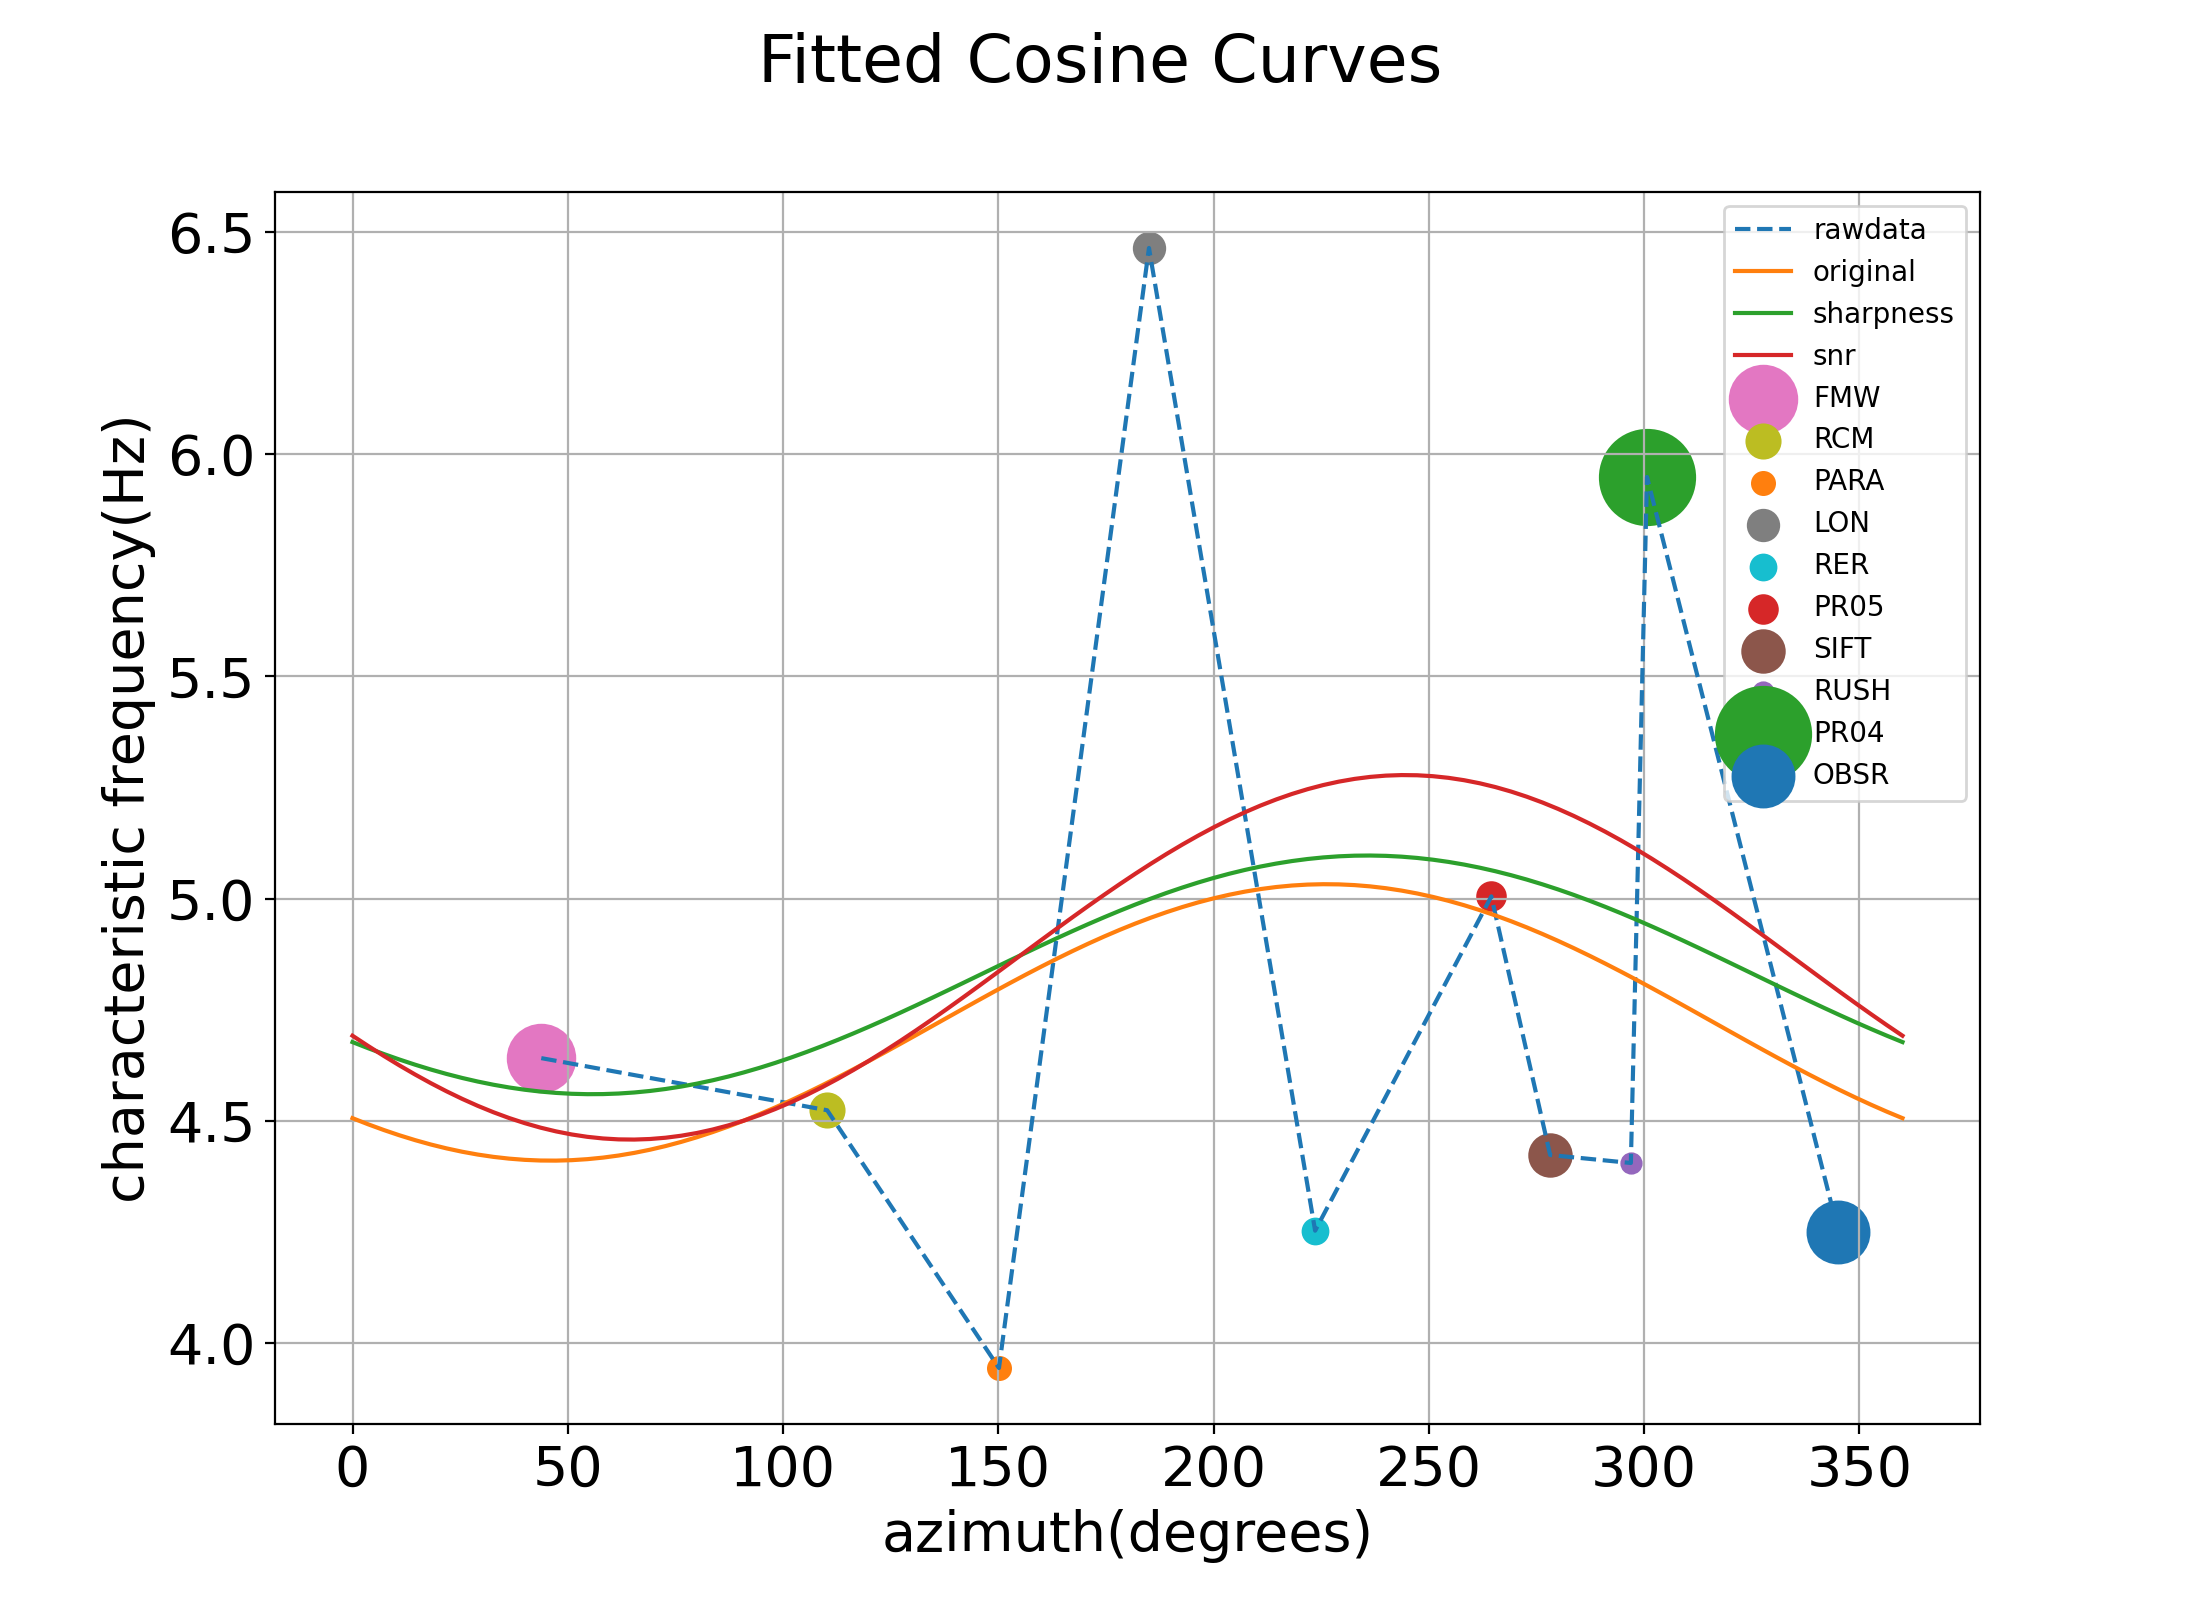 Fitted Cosine Curves
characteristic frequency(Hz)
6.5
6.0
5.5
5.0
4.5
4.0
rawdata
original
sharpness
snr
FMW
RCM
PARA
LON
RER
PR05
SIFT
RUSH
PR04
OBSR
0 50 100 150 200 250 300 350
azimuth(degrees)